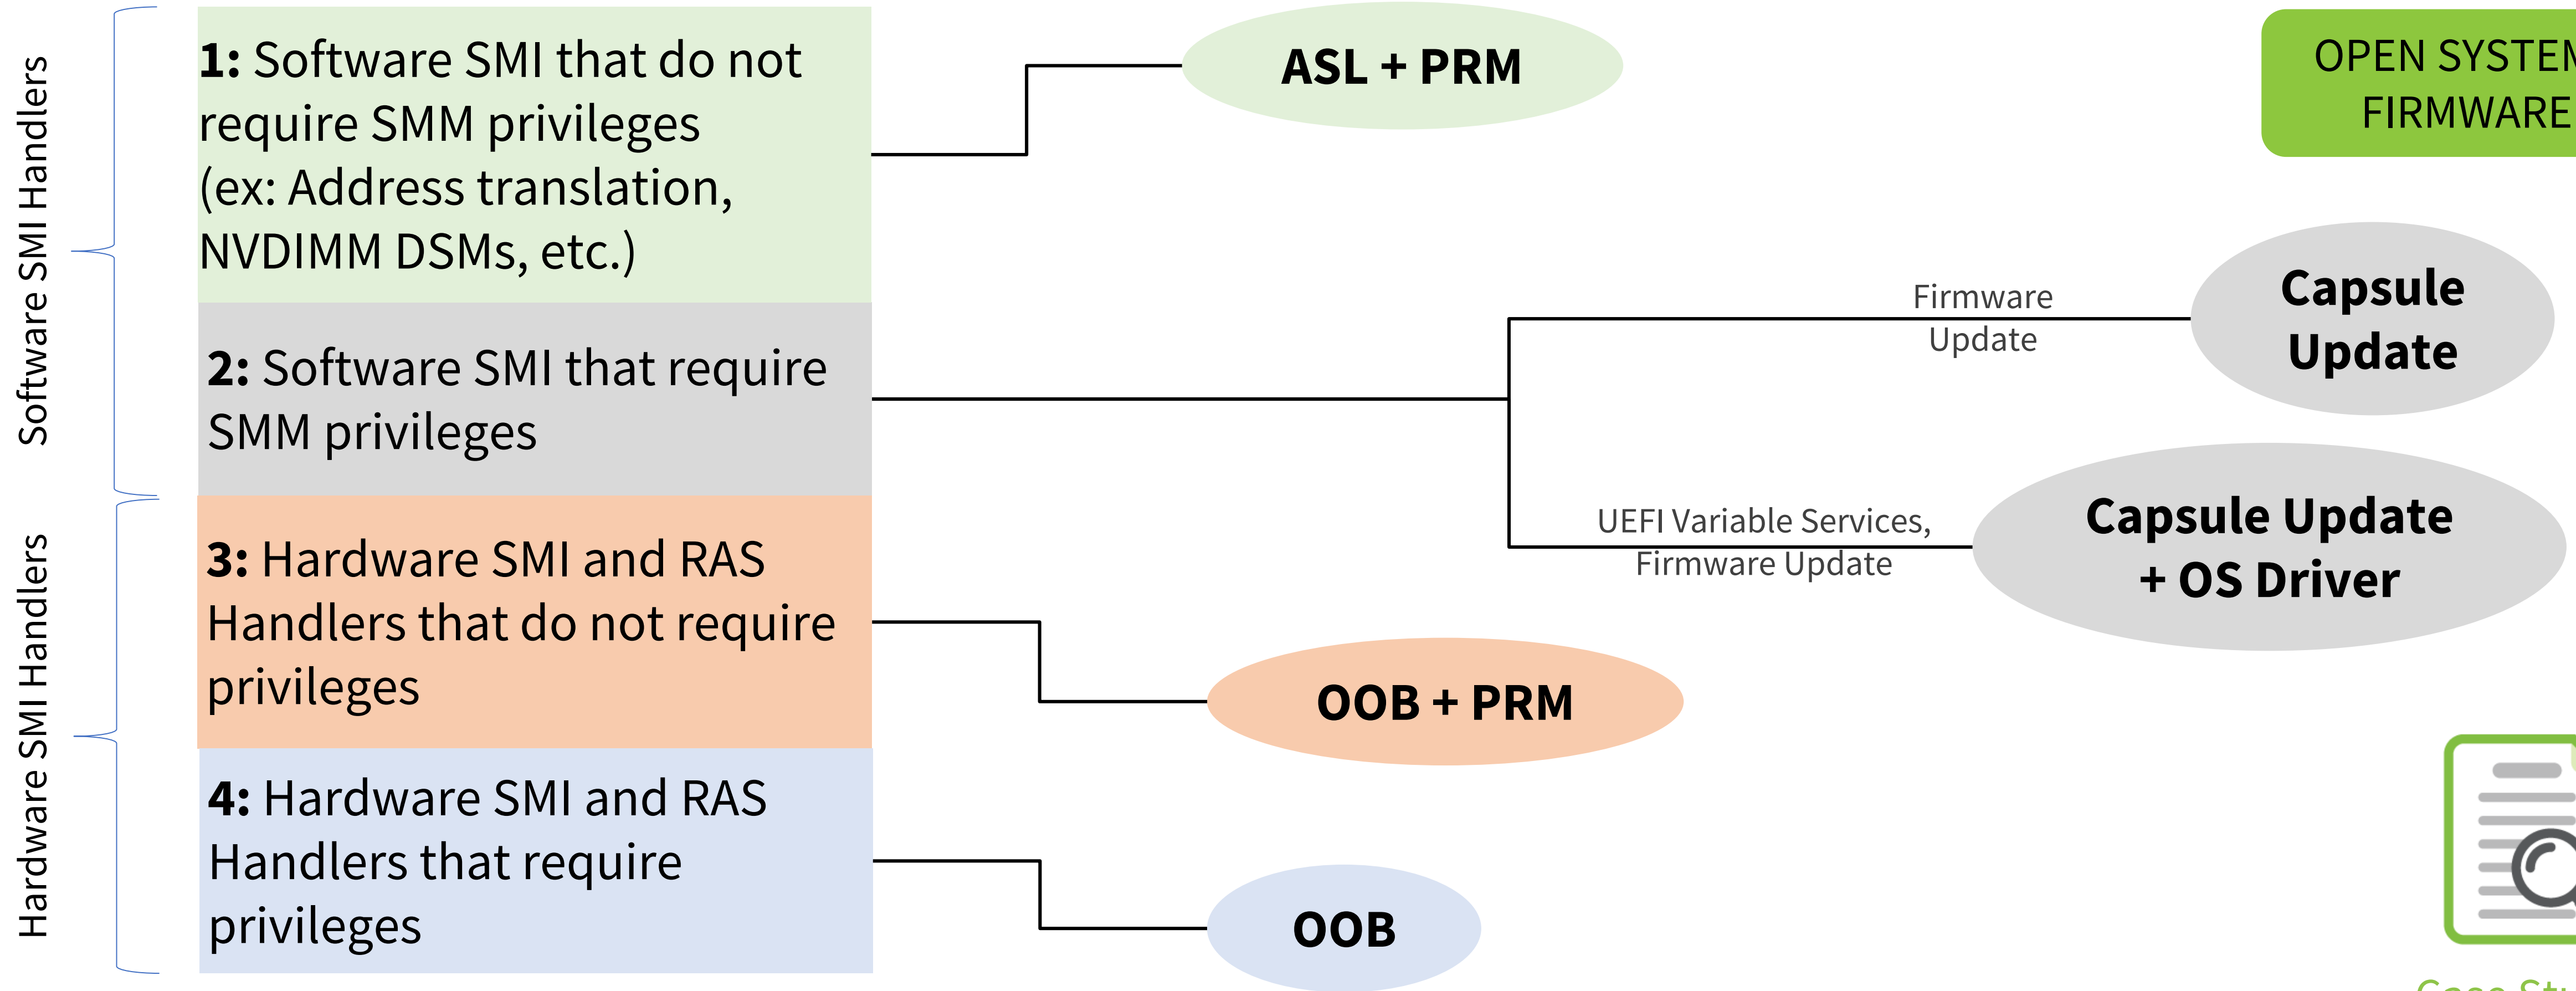 Software SMI Handlers
1: Software SMI that do not
require SMM privileges
(ex: Address translation,
NVDIMM DSMs, etc.)
2: Software SMI that require
SMM privileges
Hardware SMI Handlers
3: Hardware SMI and RAS
Handlers that do not require
privileges
4: Hardware SMI and RAS
Handlers that require
privileges
ASL + PRM
OPEN SYSTEM
FIRMWARE
Firmware
Update
Capsule
Update
UEFI Variable Services,
Firmware Update
Capsule Update
+ OS Driver
OOB + PRM
OOB